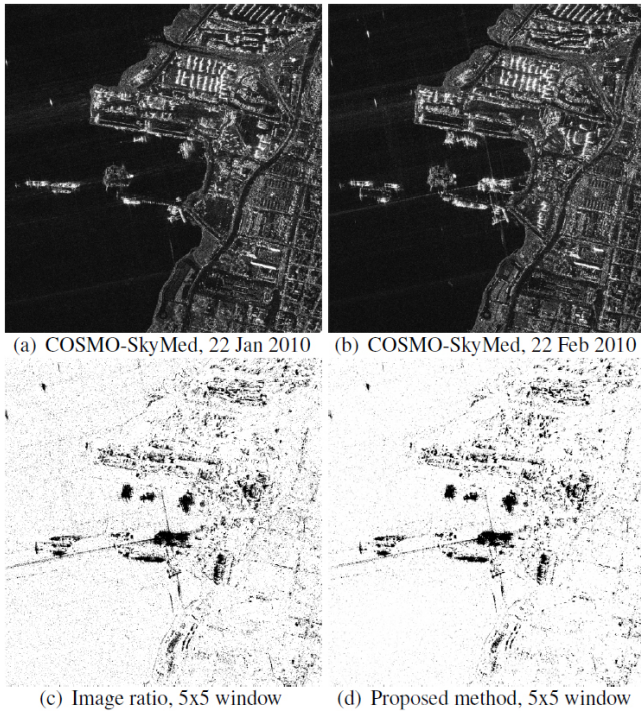 (a) COSMO-SkyMed, 22 Jan 2010
(b) COSMO-SkyMed, 22 Feb 2010
(c) Image ratio, 5x5 window
(d) Proposed method, 5x5 window